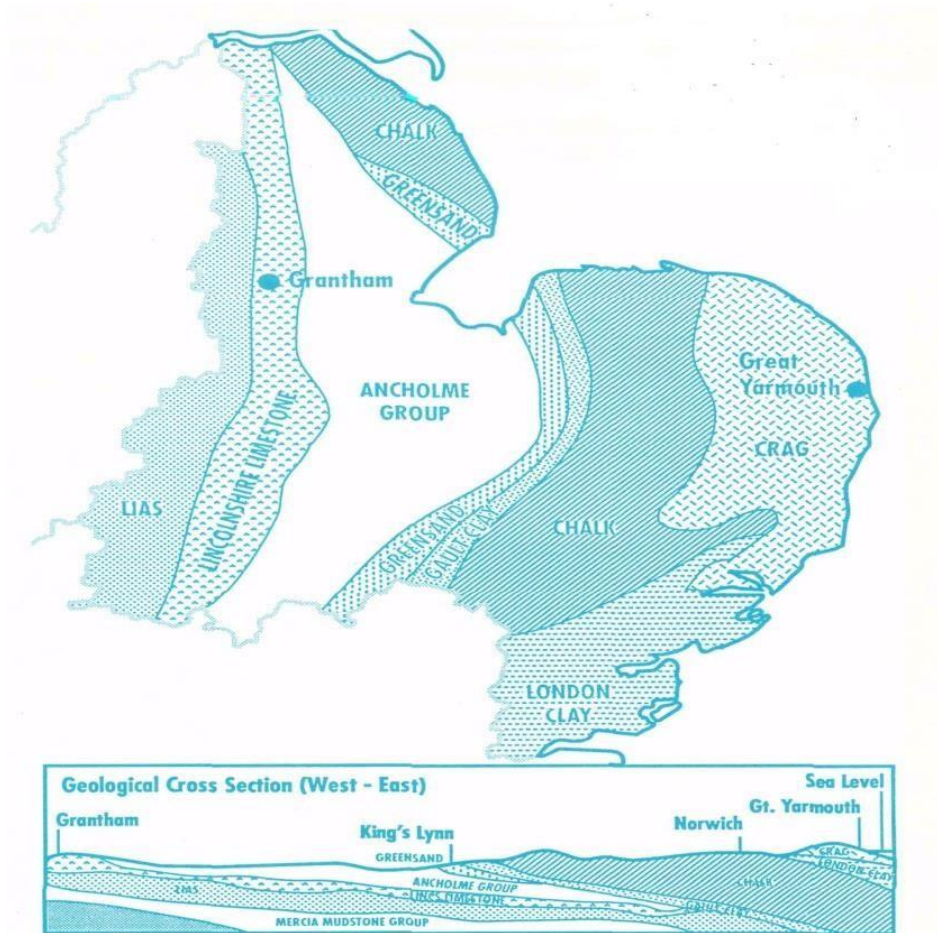 CHALK
GREENSAND
Grantham
ANCHOLME
GROUP
Great
Yarmouth
CRAG
LINCOLNSHIRE LIMESTONE
LIAS
GREENSAND
GAULT CLAY
CHALK
LONDON
CLAY
Geological Cross Section (West - East)
Sea Level
Gt. Yarmouth
Grantham
King's Lynn
Norwich
GREENSAND
CRAG
LONDON CLAY
LIAS
ANCHOLME GROUP
CHALK
LINCS LIMESTONE
GAULT CLAY
MERCIA MUDSTONE GROUP